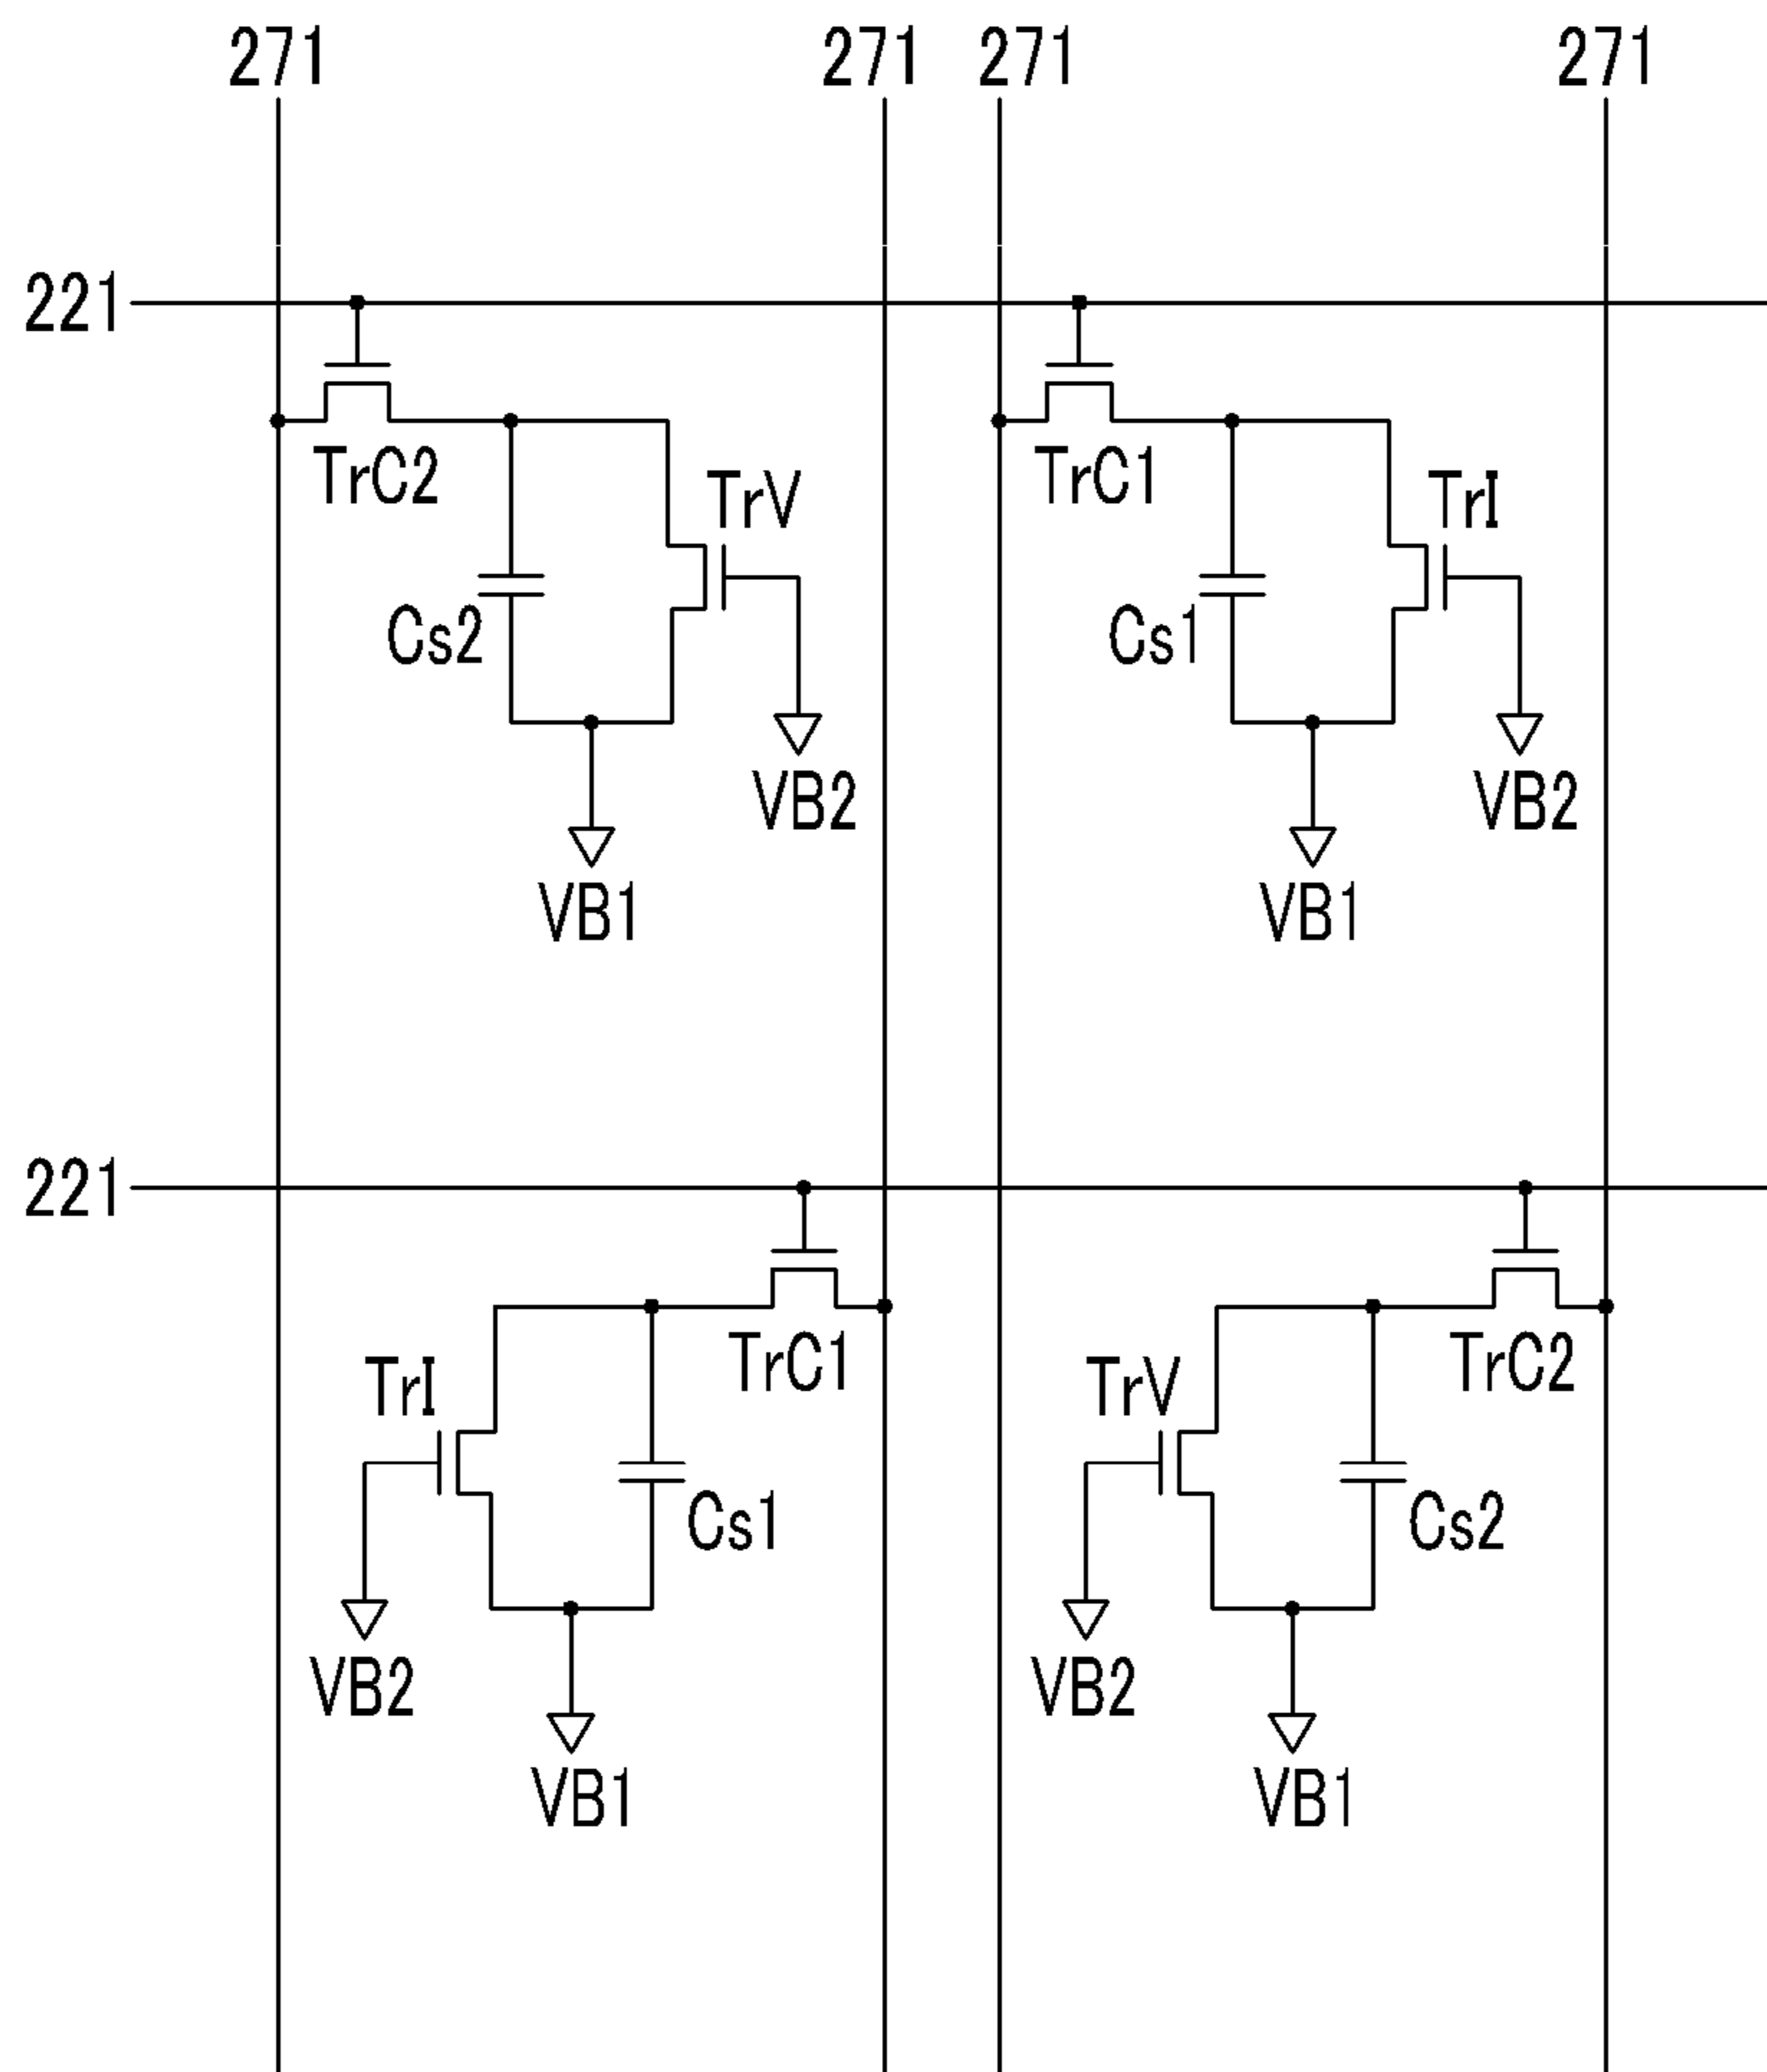 271 271 271 271
221
TrC2 TrC1
TrV TrI
Cs2 Cs1
VB2 VB2
VB1 VB1
221
TrC1 TrC2
TrI TrV
Cs1 Cs2
VB2 VB2
VB1 VB1